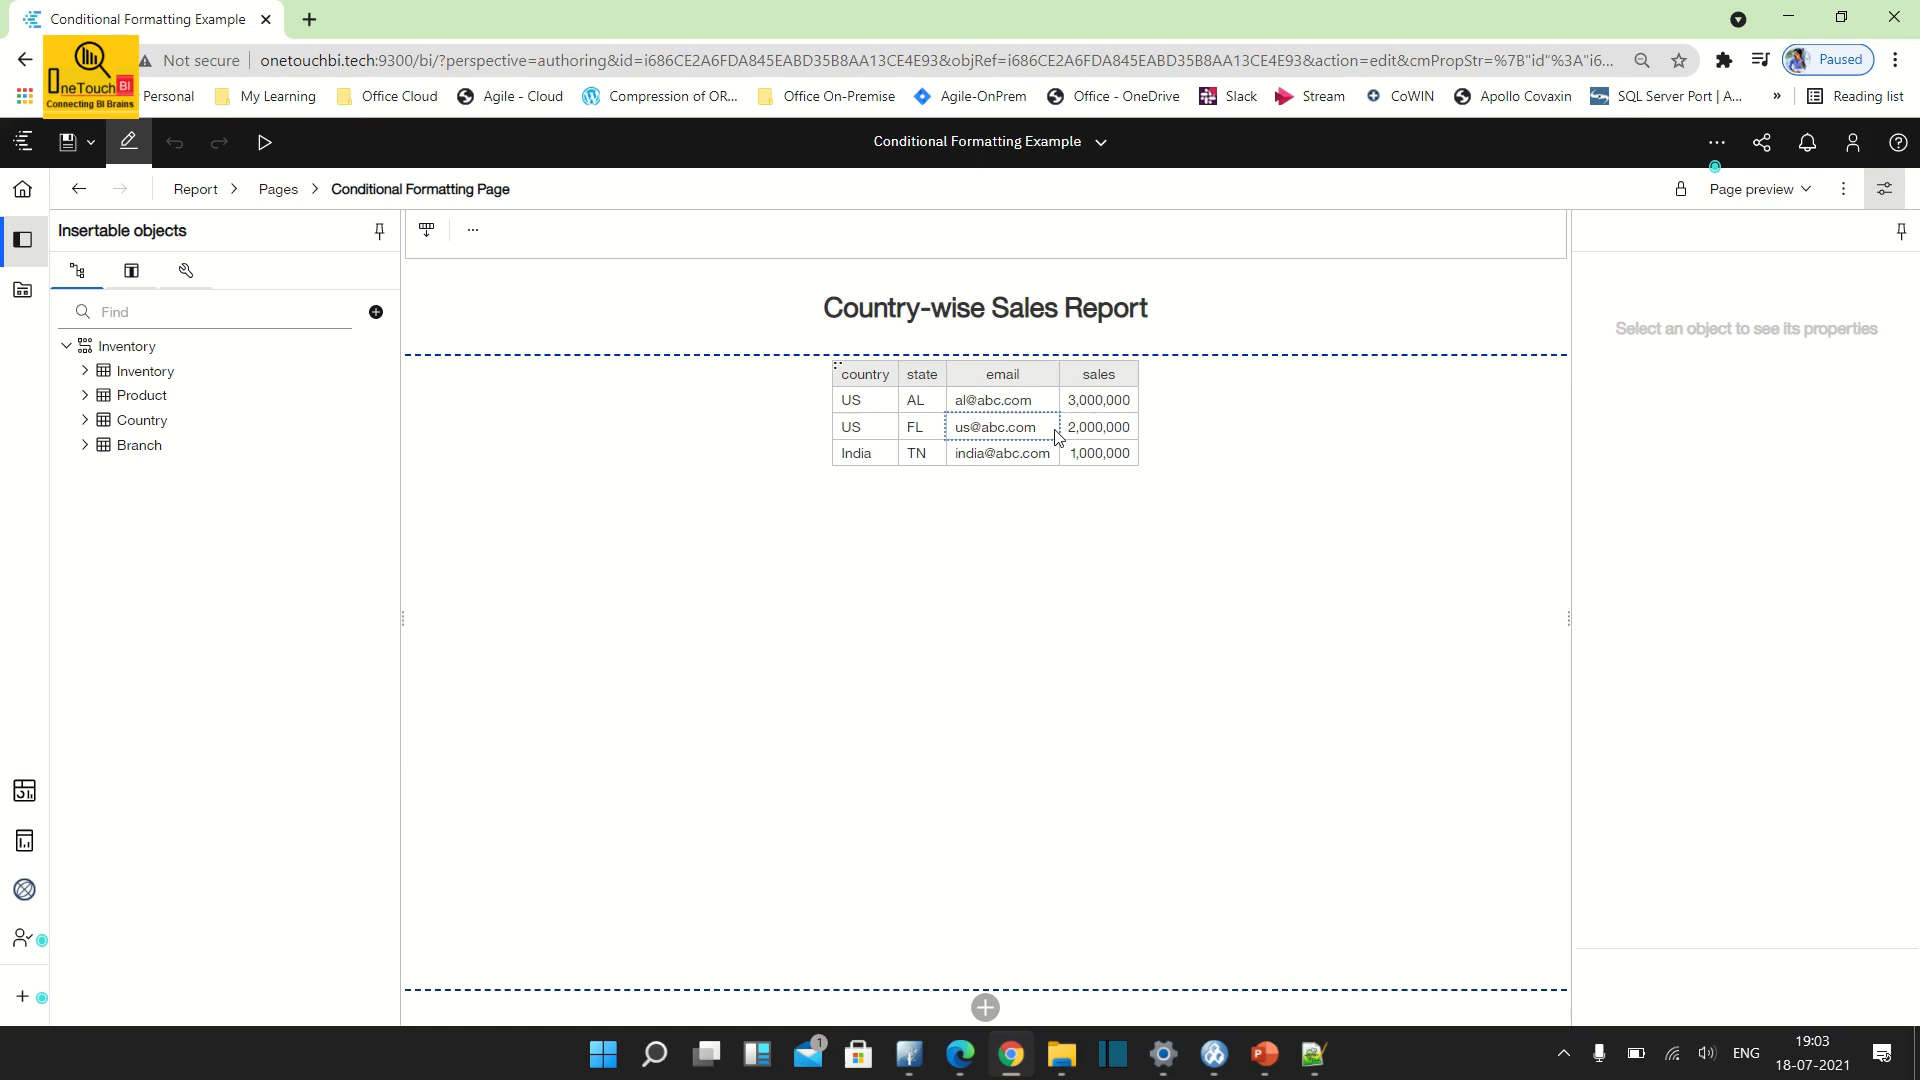 Conditional Formatting Example
OneTouch BI
Connecting BI Brains
Not secure
onetouchbi.tech:9300/bi/?perspective=authoring&id=i686CE2A6FDA845EABD35B8AA13CE4E93&objRef=i686CE2A6FDA845EABD35B8AA13CE4E93&action=edit&cmPropStr=%7B"id"%3A"i6...
Paused
Personal My Learning Office Cloud Agile - Cloud Compression of OR... Office On-Premise Agile-OnPrem Office - OneDrive Slack Stream CoWIN Apollo Covaxin SQL Server Port | A... » Reading list
Conditional Formatting Example
Report > Pages > Conditional Formatting Page
Page preview
Insertable objects
Find
Inventory
Inventory
Product
Country
Branch
Country-wise Sales Report
country state email sales
US AL al@abc.com 3,000,000
US FL us@abc.com 2,000,000
India TN india@abc.com 1,000,000
Select an object to see its properties
1
ENG
19:03
18-07-2021